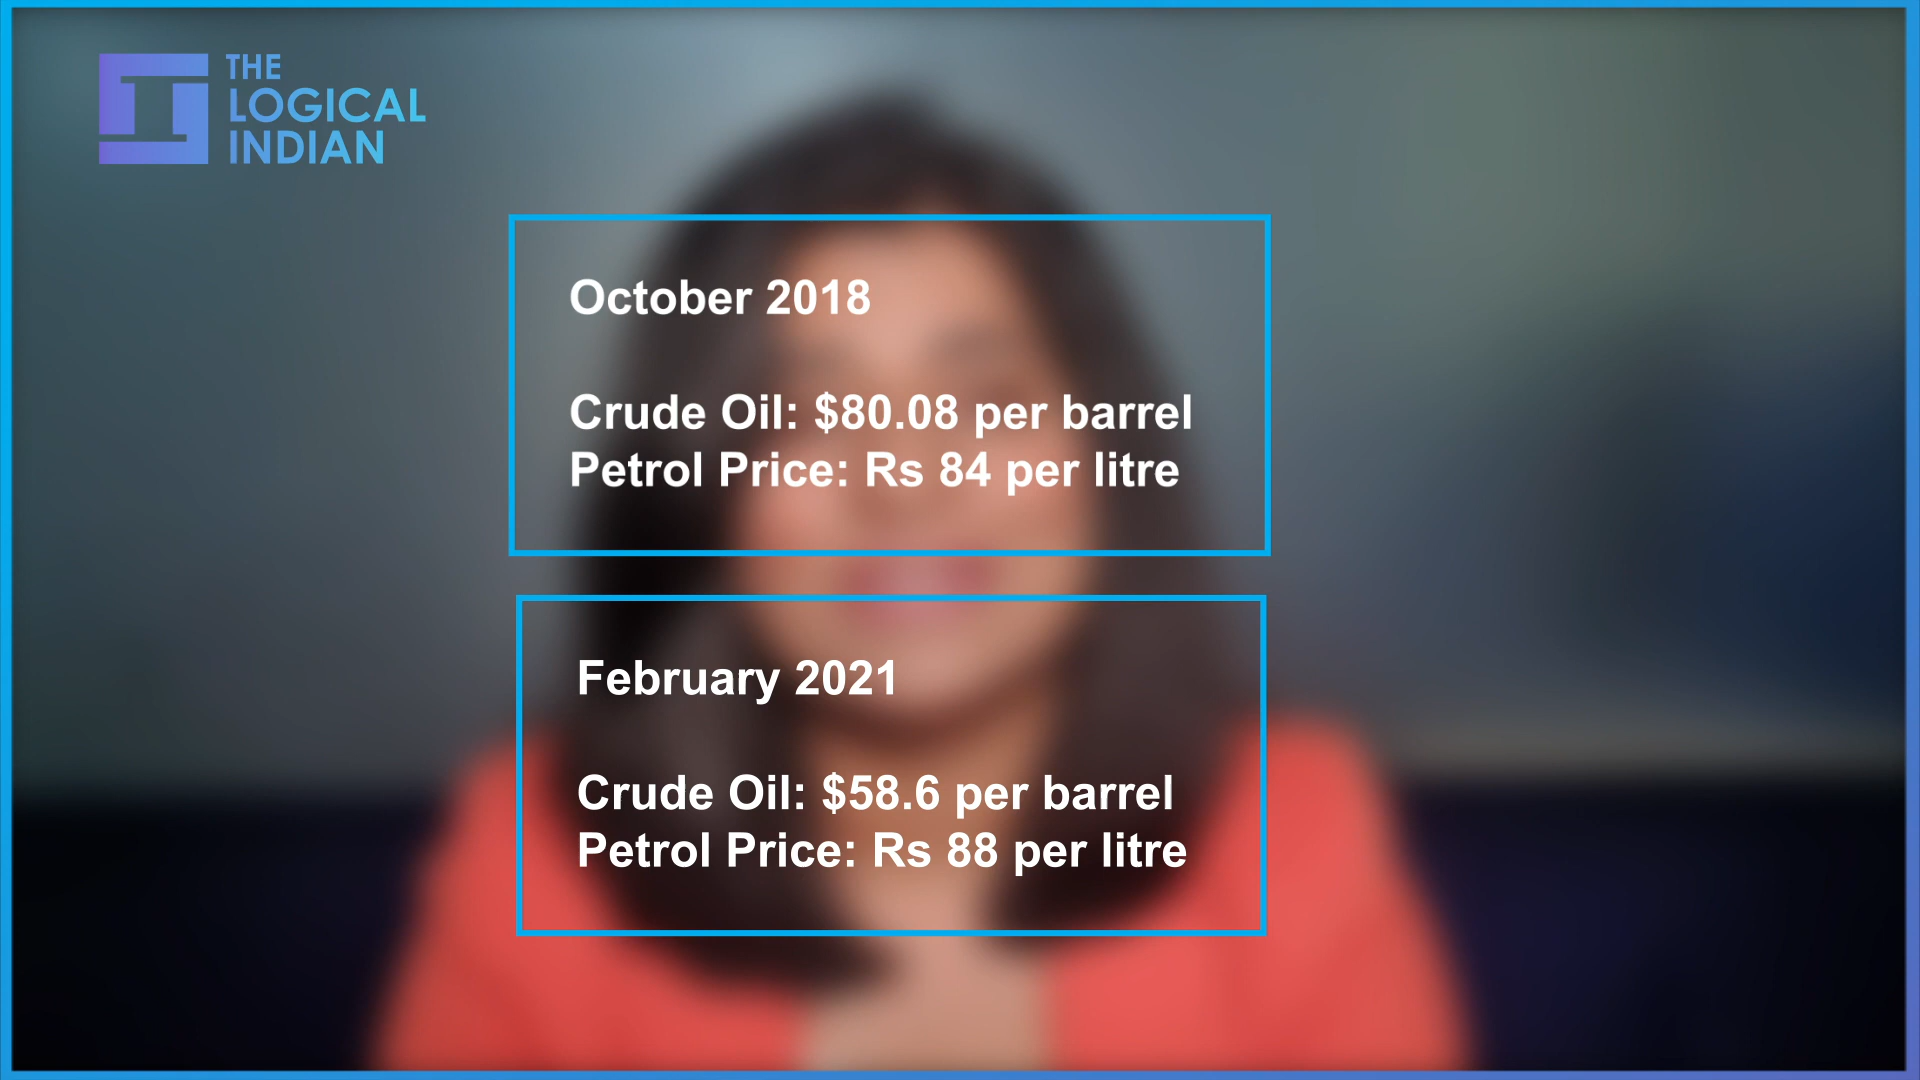 THE
LOGICAL
INDIAN
October 2018
Crude Oil: $80.08 per barrel
Petrol Price: Rs 84 per litre
February 2021
Crude Oil: $58.6 per barrel
Petrol Price: Rs 88 per litre